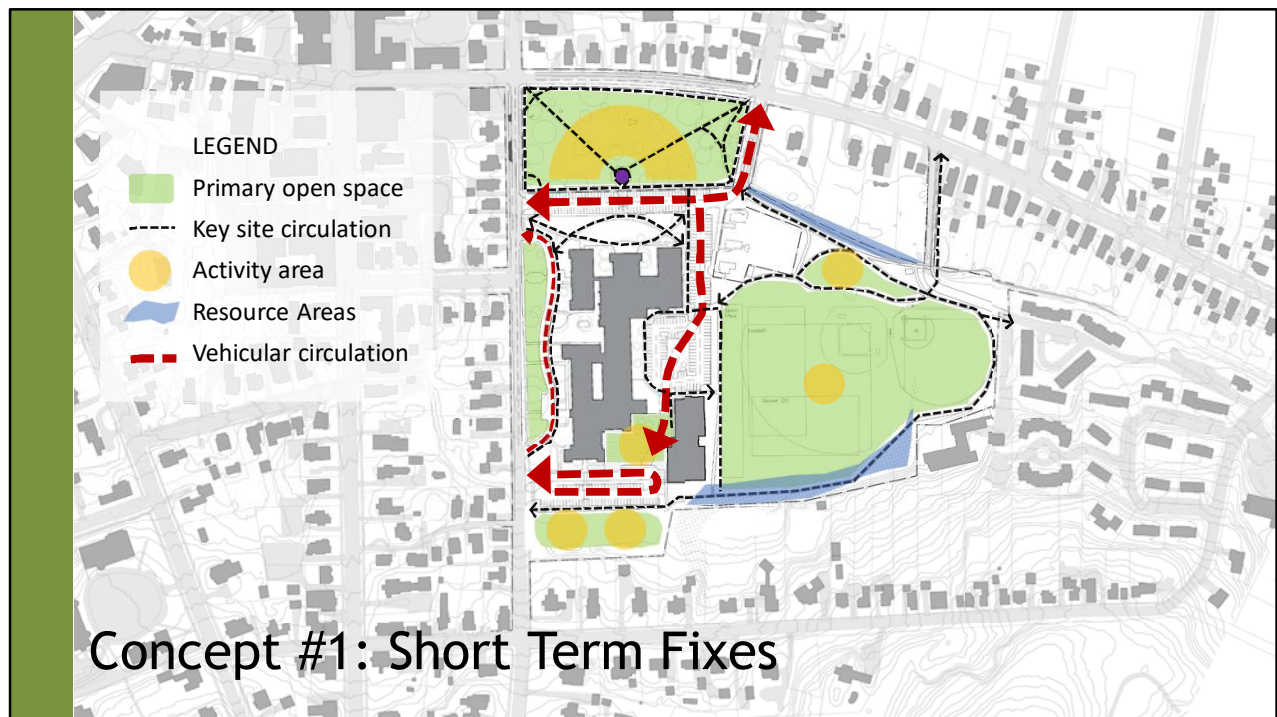 LEGEND
Primary open space
Key site circulation
Activity area
Resource Areas
Vehicular circulation
Concept #1: Short Term Fixes